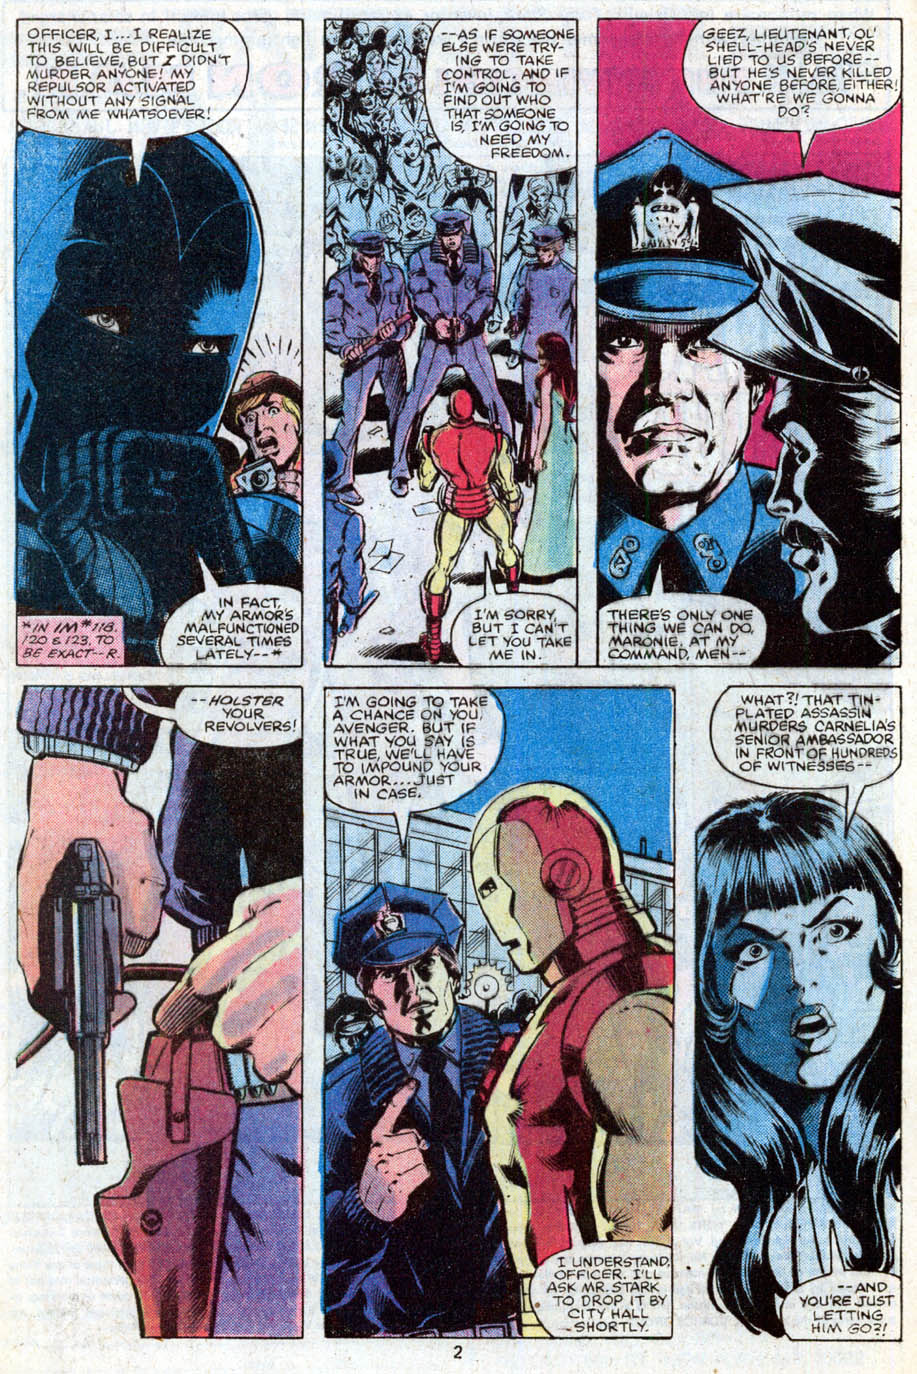 OFFICER, I... I REALIZE
THIS WILL BE DIFFICULT
TO BELIEVE, BUT I DIDN'T
MURDER ANYONE! MY
REPULSOR ACTIVATED
WITHOUT ANY SIGNAL
FROM ME WHATSOEVER!
IN FACT,
MY ARMOR'S
MALFUNCTIONED
SEVERAL TIMES
LATELY--*
*IN IM* 118,
120 & 123, TO
BE EXACT--R.
--AS IF SOMEONE
ELSE WERE TRY-
ING TO TAKE
CONTROL. AND IF
I'M GOING TO
FIND OUT WHO
THAT SOMEONE
IS, I'M GOING TO
NEED MY
FREEDOM.
I'M SORRY,
BUT I CAN'T
LET YOU TAKE
ME IN.
GEEZ, LIEUTENANT, OL'
SHELL-HEAD'S NEVER
LIED TO US BEFORE--
BUT HE'S NEVER KILLED
ANYONE BEFORE, EITHER!
WHAT'RE WE GONNA
DO?
THERE'S ONLY ONE
THING WE CAN DO,
MARONIE. AT MY
COMMAND, MEN--
--HOLSTER
YOUR
REVOLVERS!
I'M GOING TO TAKE
A CHANCE ON YOU,
AVENGER. BUT IF
WHAT YOU SAY IS
TRUE, WE'LL HAVE
TO IMPOUND YOUR
ARMOR...JUST
IN CASE.
I UNDERSTAND,
OFFICER. I'LL
ASK MR. STARK
TO DROP IT BY
CITY HALL
SHORTLY.
WHAT?! THAT TIN-
PLATED ASSASSIN
MURDERS CARNELIA'S
SENIOR AMBASSADOR
IN FRONT OF HUNDREDS
OF WITNESSES--
--AND
YOU'RE JUST
LETTING
HIM GO?!
2